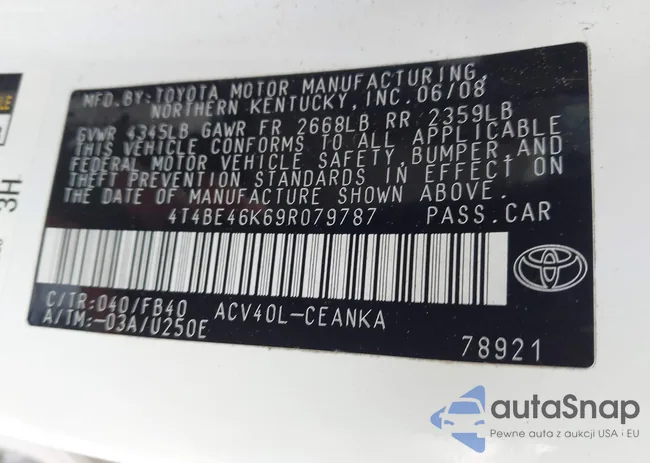 MFD.BY:TOYOTA MOTOR MANUFACTURING,
NORTHERN KENTUCKY,INC.06/08
GVWR 4345LB GAWR FR 2668LB RR 2359LB
THIS VEHICLE CONFORMS TO ALL APPLICABLE
FEDERAL MOTOR VEHICLE SAFETY,BUMPER AND
THEFT PREVENTION STANDARDS IN EFFECT ON
THE DATE OF MANUFACTURE SHOWN ABOVE.
4T4BE46K69R079787 PASS.CAR
C/TR:040/FB40 ACV40L-CEANKA
A/TM:-03A/U250E
78921
3H
autaSnap
Pewne auta z aukcji USA i EU